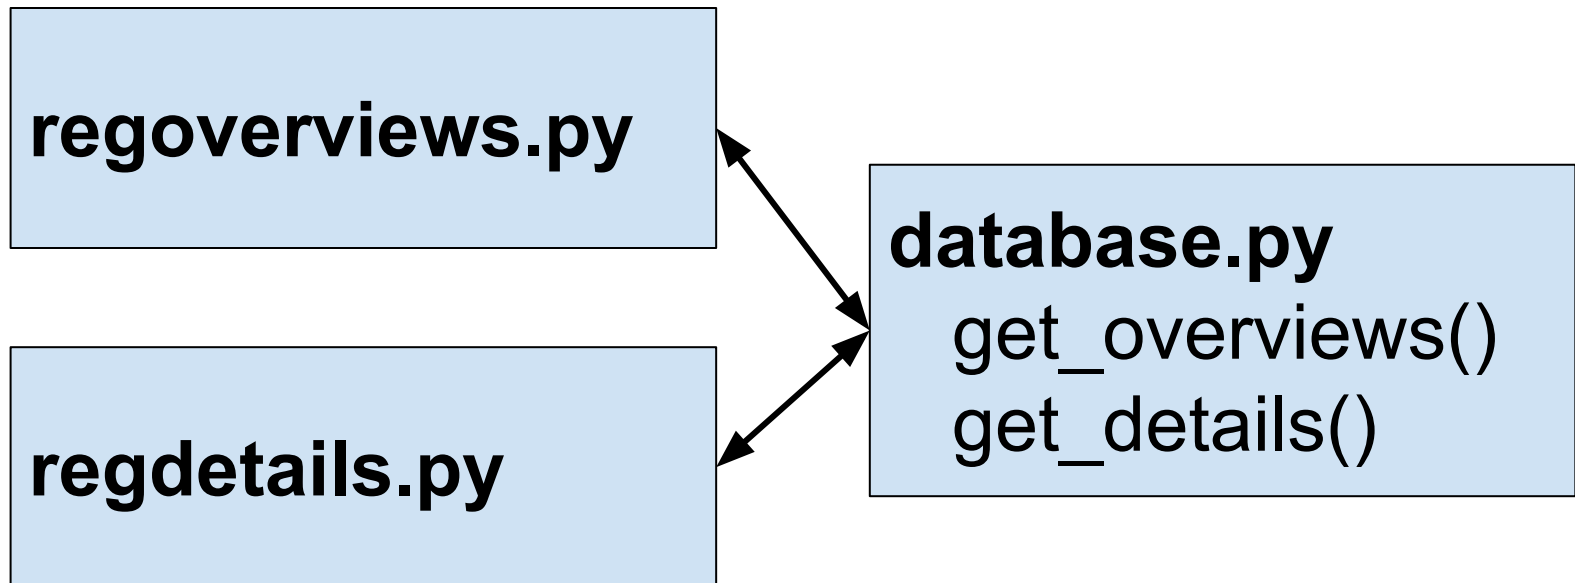 regoverviews.py
regdetails.py
database.py
get_overviews()
get_details()